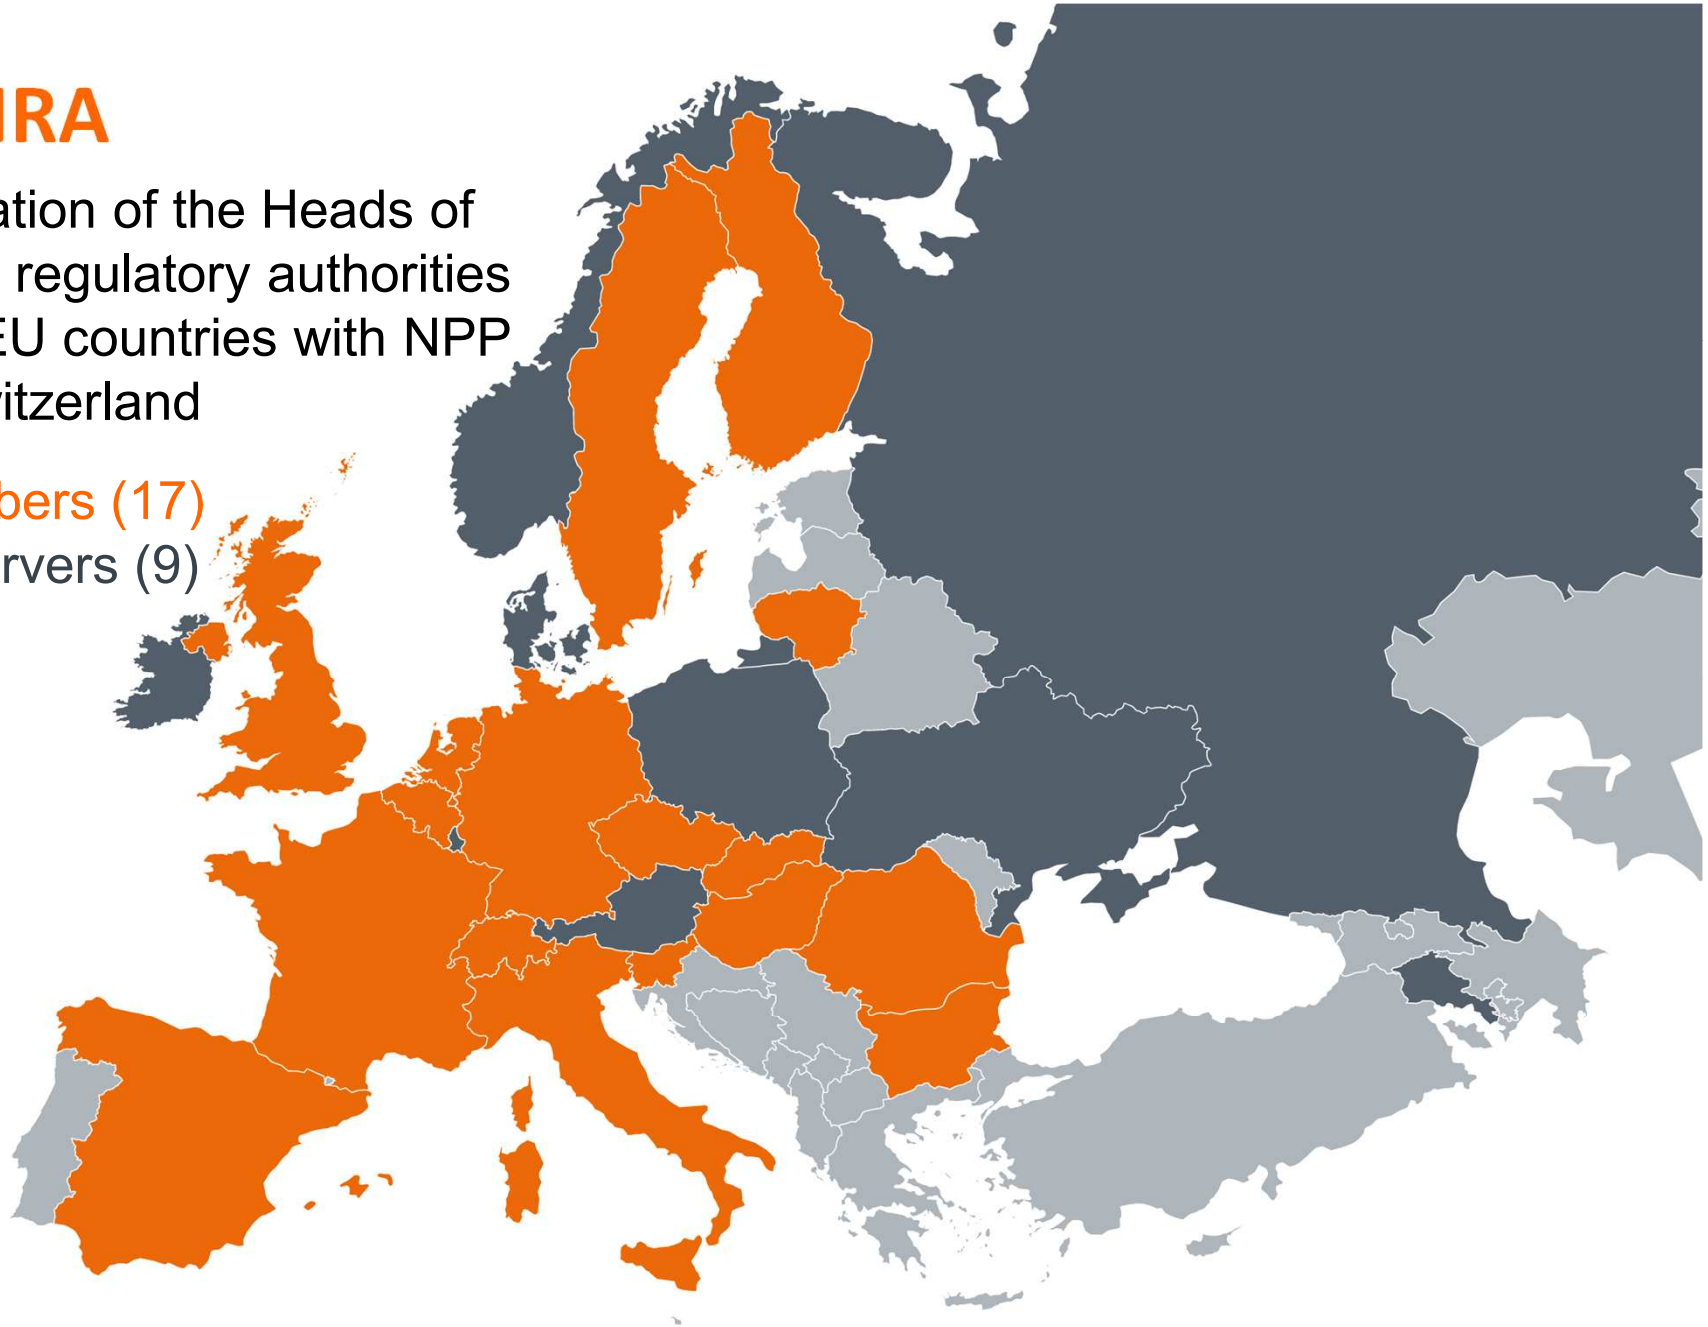 IRA
ation of the Heads of
regulatory authorities
EU countries with NPP
vitzerland
bers (17)
rvers (9)